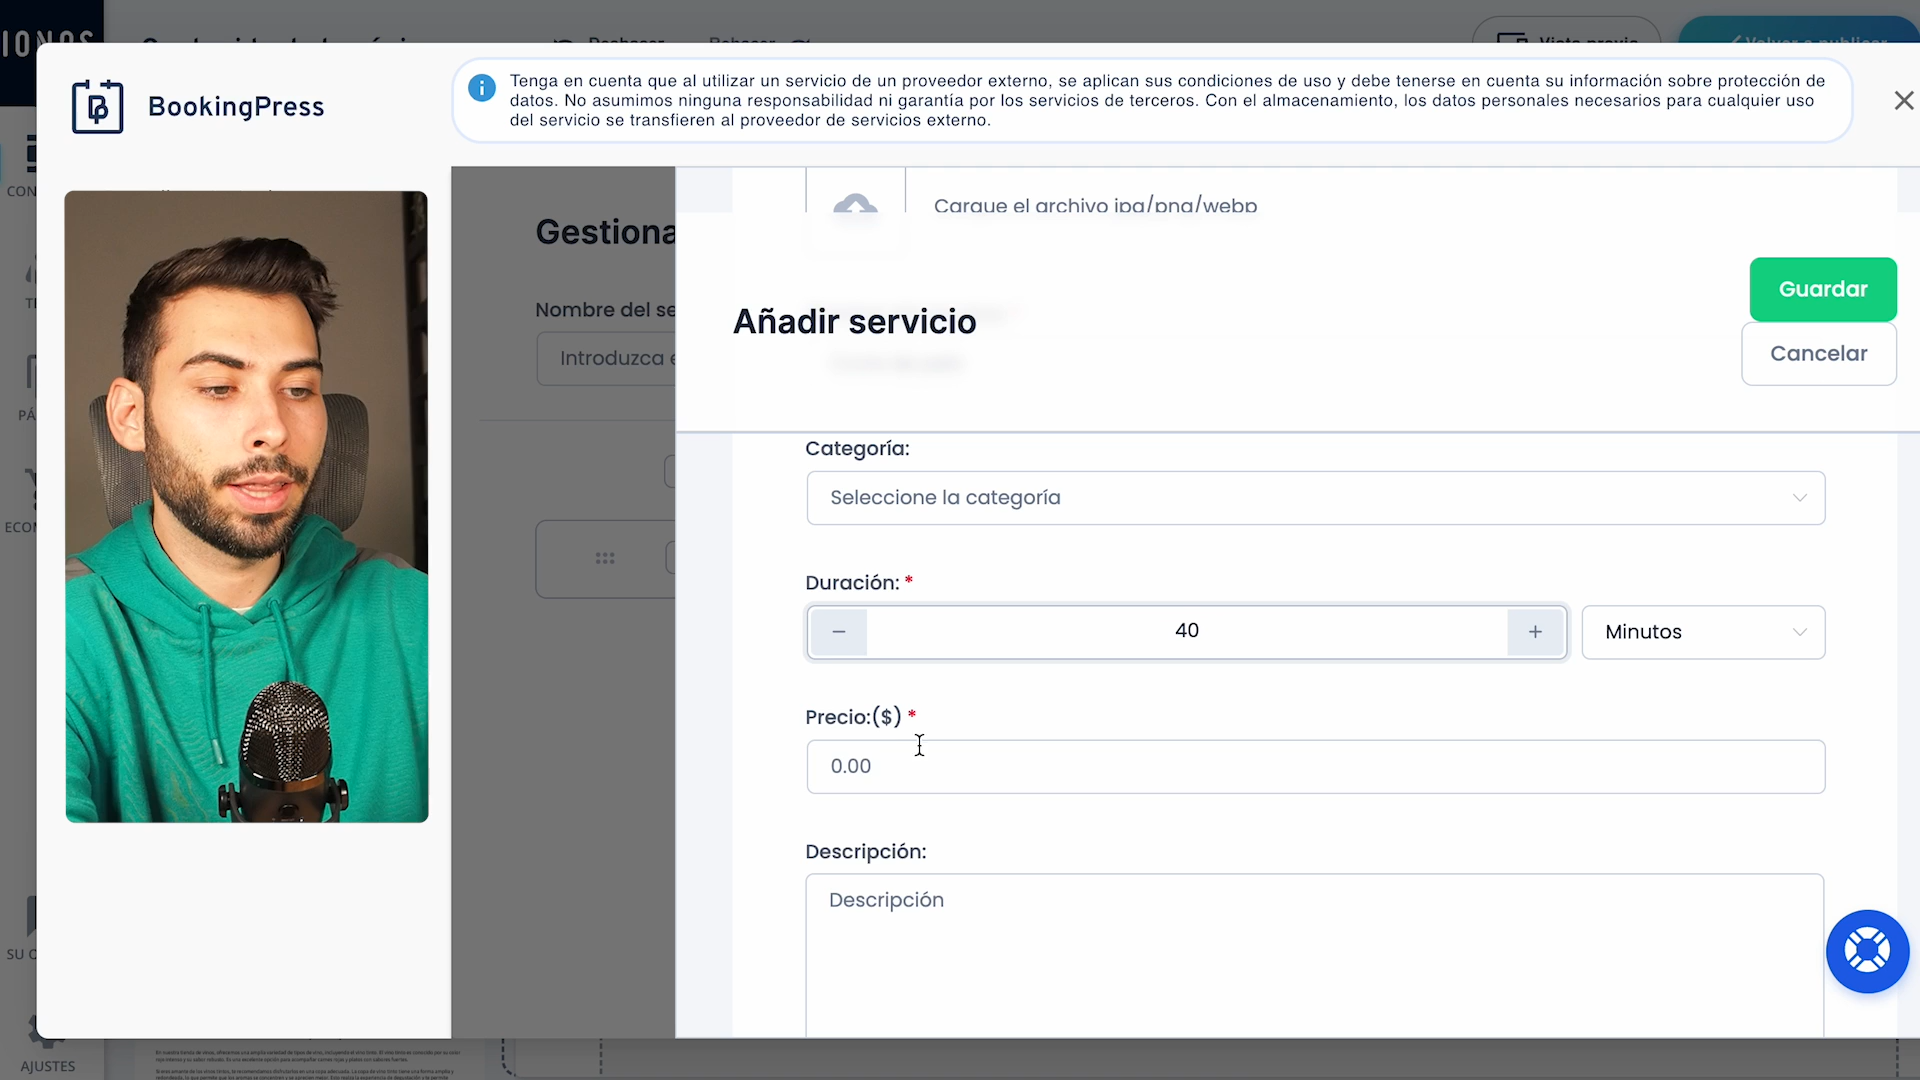 BookingPress
Tenga en cuenta que al utilizar un servicio de un proveedor externo, se aplican sus condiciones de uso y debe tenerse en cuenta su información sobre protección de
datos. No asumimos ninguna responsabilidad ni garantía por los servicios de terceros. Con el almacenamiento, los datos personales necesarios para cualquier uso
del servicio se transfieren al proveedor de servicios externo.
Cargue el archivo jpg/png/webp
Gestiona
Guardar
Añadir servicio
Nombre del se
Introduzca e
Cancelar
Categoría:
Seleccione la categoría
Duración: *
40
Minutos
Precio:($) *
0.00
Descripción:
Descripción
AJUSTES